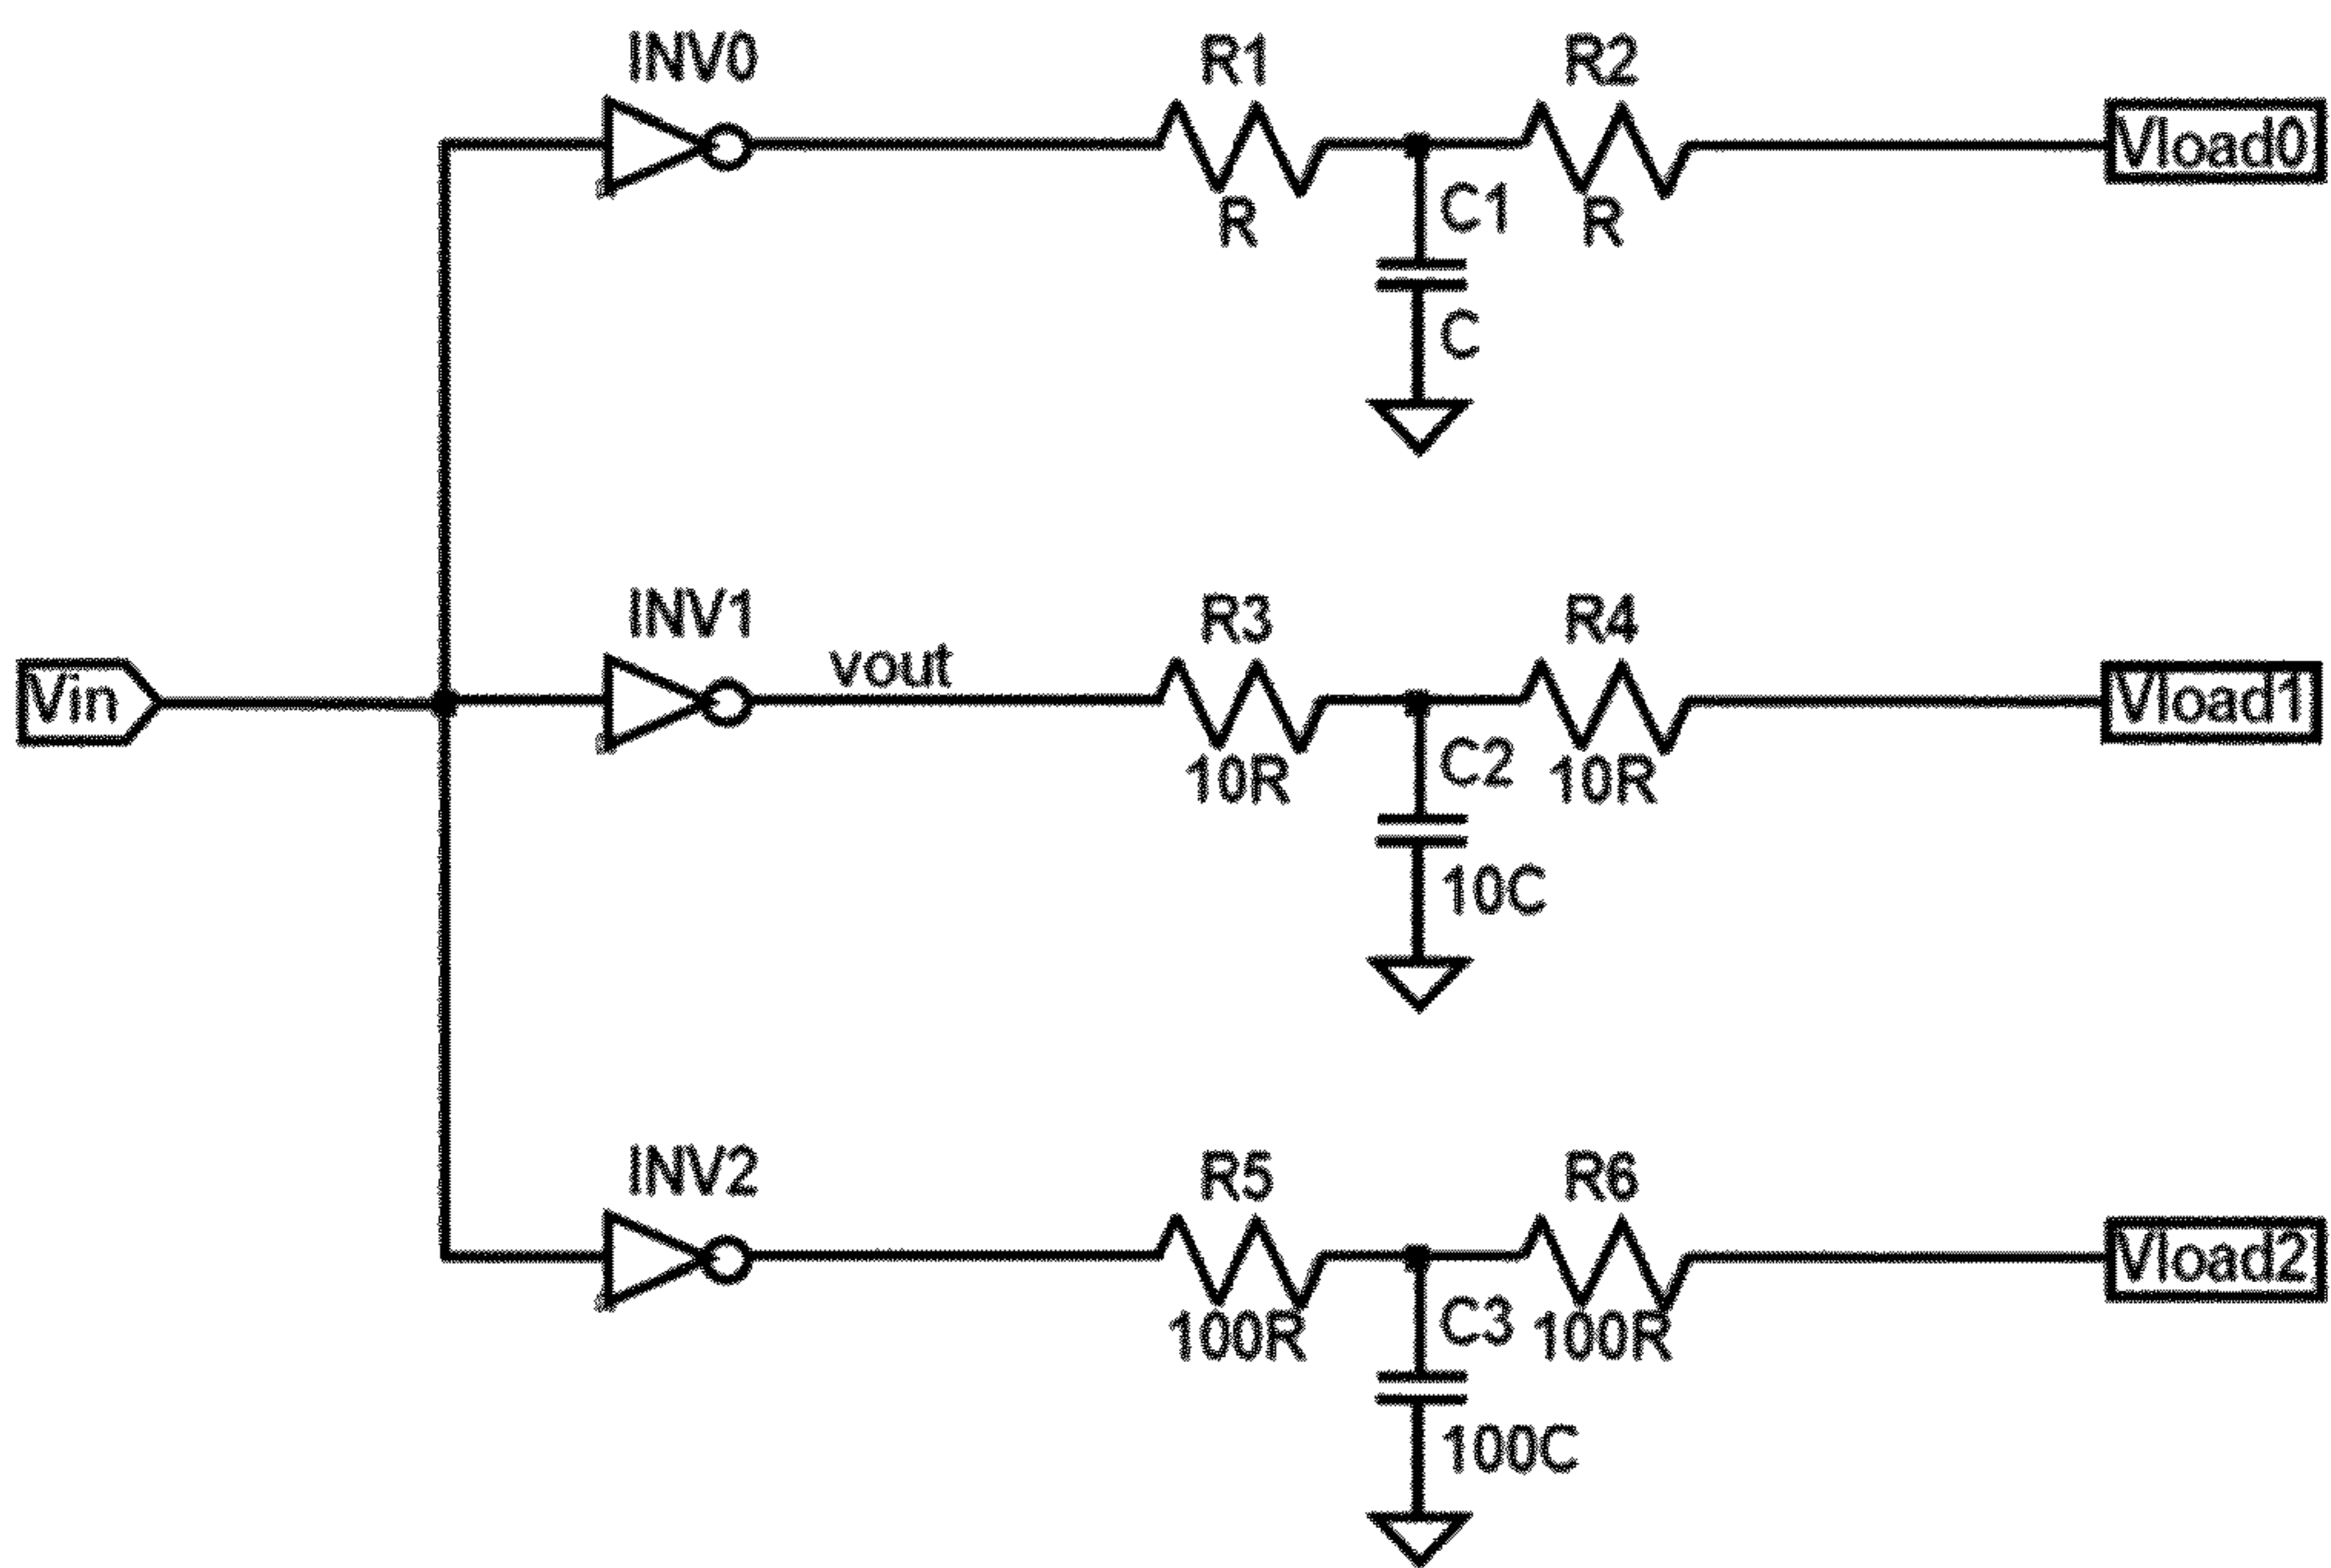 INV0
R1
R2
Vload0
R
C1
R
C
INV1
R3
R4
Vin
vout
Vload1
10R
C2
10R
10C
INV2
R5
R6
Vload2
100R
C3
100R
100C